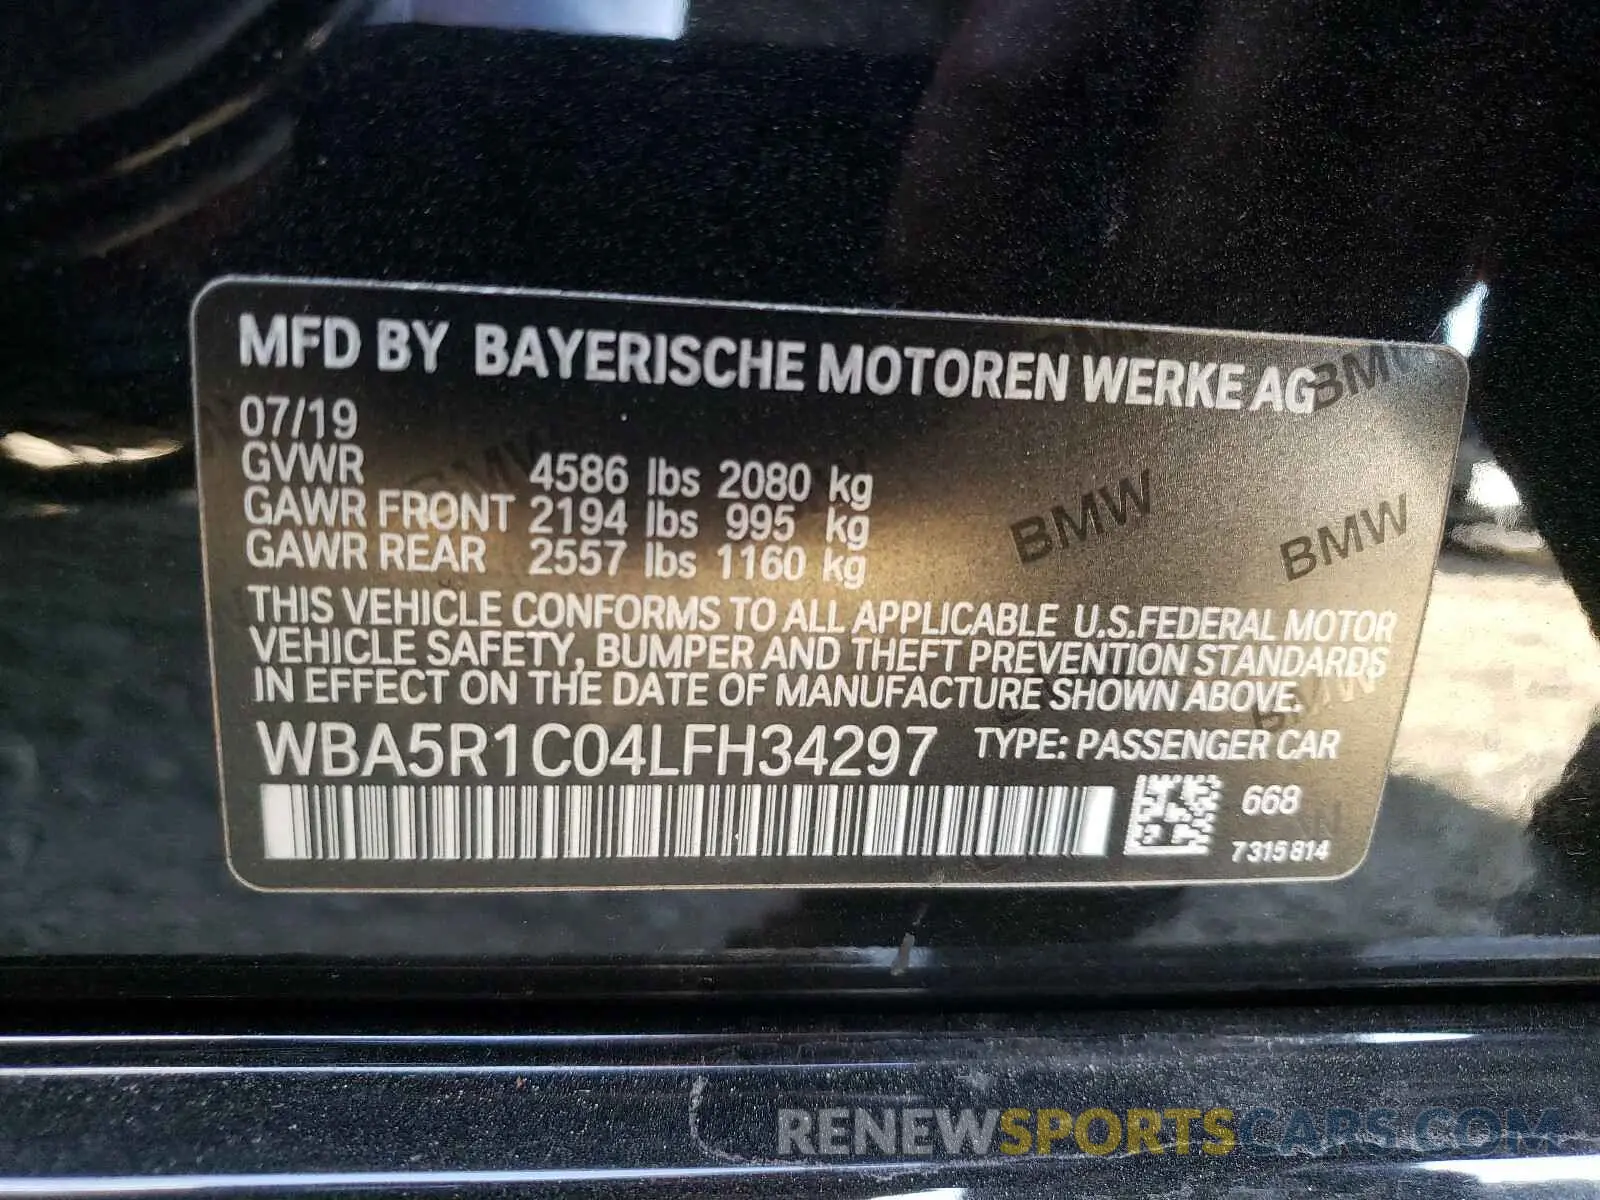 MFD BY BAYERISCHE MOTOREN WERKE AG
07/19
GVWR 4586 lbs 2080 kg
GAWR FRONT 2194 lbs 995 kg
GAWR REAR 2557 lbs 1160 kg
THIS VEHICLE CONFORMS TO ALL APPLICABLE U.S.FEDERAL MOTOR
VEHICLE SAFETY, BUMPER AND THEFT PREVENTION STANDARDS
IN EFFECT ON THE DATE OF MANUFACTURE SHOWN ABOVE.
WBA5R1C04LFH34297 TYPE: PASSENGER CAR
668
7315814
BMW
BMW
BMW
BMW
BMW
RENEWSPORTSCARS.COM